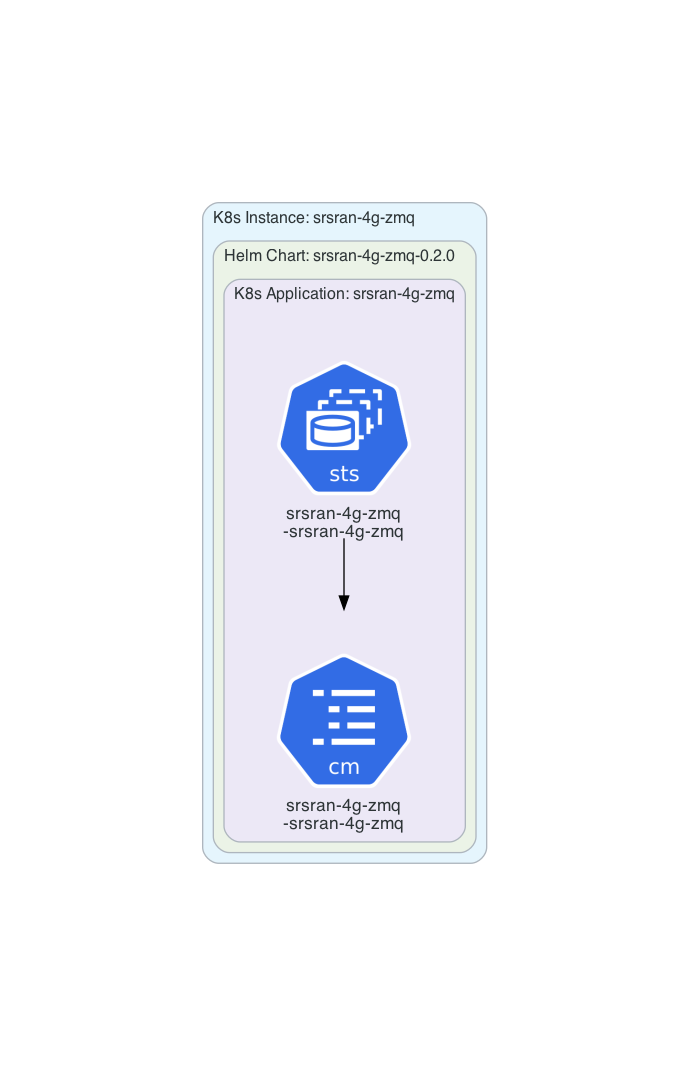 K8s Instance: srsran-4g-zmq
Helm Chart: srsran-4g-zmq-0.2.0
K8s Application: srsran-4g-zmq
sts
srsran-4g-zmq
-srsran-4g-zmq
cm
srsran-4g-zmq
-srsran-4g-zmq